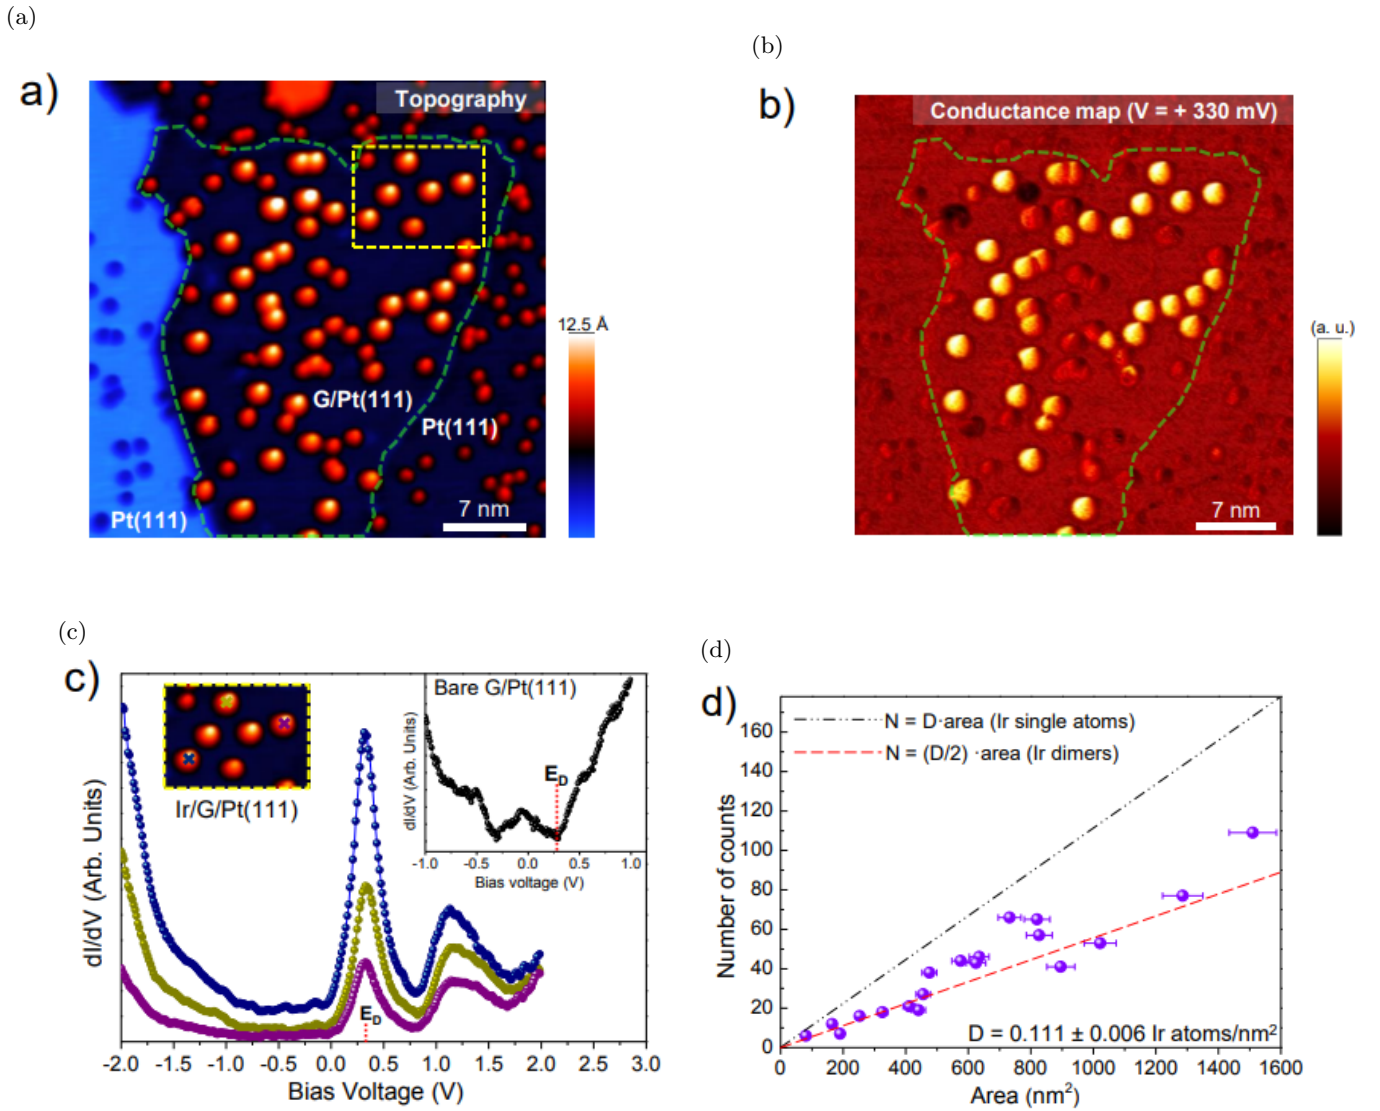 (a)
(b)
a)
Topography
12.5 Å
G/Pt(111)
Pt(111)
Pt(111)
7 nm
b)
Conductance map (V = + 330 mV)
(a. u.)
7 nm
(c)
(d)
c)
Bare G/Pt(111)
dI/dV (Arb. Units)
E_D
-1.0 -0.5 0.0 0.5 1.0
Bias voltage (V)
Ir/G/Pt(111)
dI/dV (Arb. Units)
E_D
-2.0 -1.5 -1.0 -0.5 0.0 0.5 1.0 1.5 2.0 2.5 3.0
Bias Voltage (V)
d)
N = D·area (Ir single atoms)
N = (D/2) ·area (Ir dimers)
Number of counts
160
140
120
100
80
60
40
20
0
D = 0.111 ± 0.006 Ir atoms/nm²
0 200 400 600 800 1000 1200 1400 1600
Area (nm²)